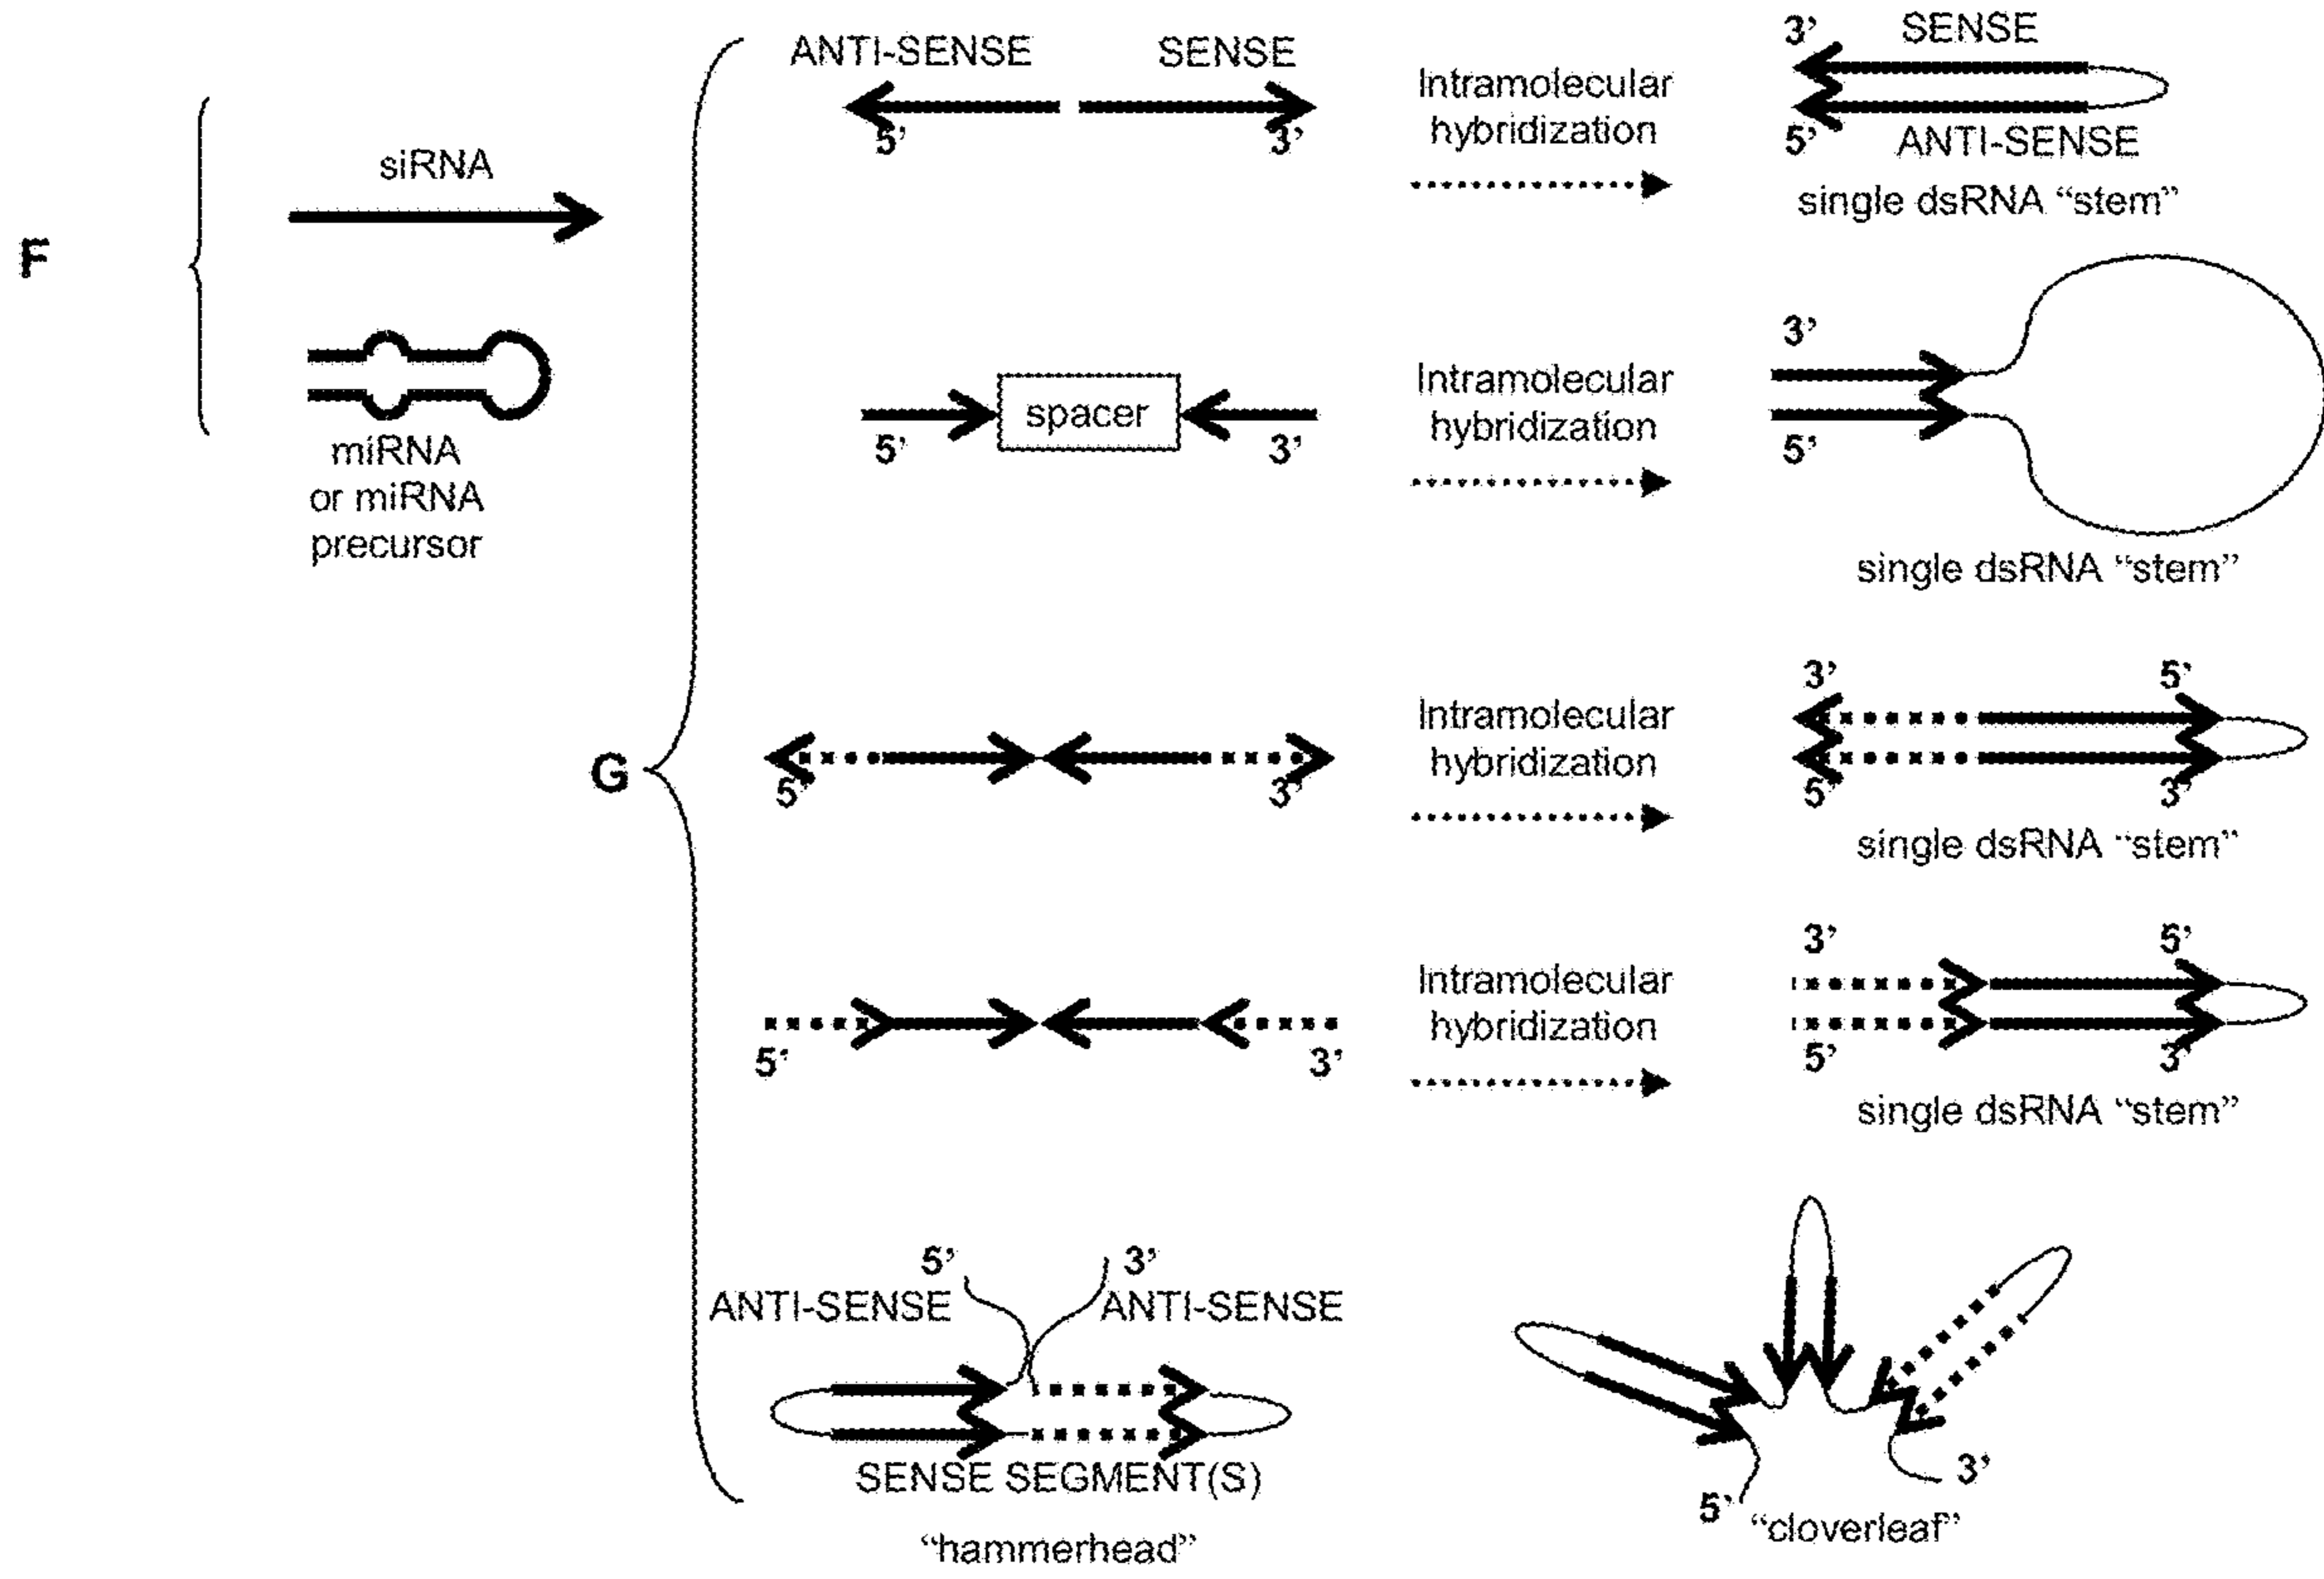 F
siRNA
miRNA
or miRNA
precursor
G
ANTI-SENSE SENSE
5’ 3’
Intramolecular
hybridization
3’ SENSE
5’ ANTI-SENSE
single dsRNA “stem”
spacer
5’ 3’
Intramolecular
hybridization
3’
5’
single dsRNA “stem”
5’ 3’
Intramolecular
hybridization
3’ 5’
5’ 3’
single dsRNA “stem”
5’ 3’
Intramolecular
hybridization
3’ 5’
5’ 3’
single dsRNA “stem”
5’ 3’
ANTI-SENSE ANTI-SENSE
SENSE SEGMENT(S)
“hammerhead”
3’
5’
“cloverleaf”